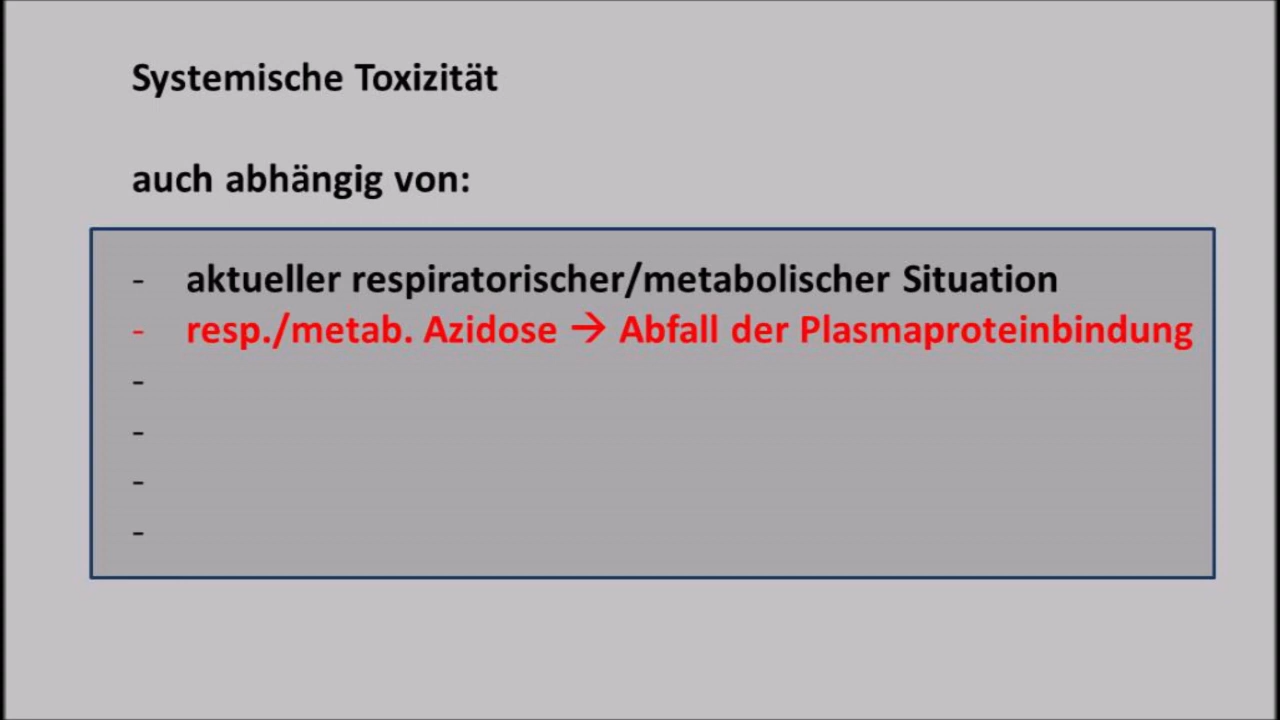 Systemische Toxizität
auch abhängig von:
- aktueller respiratorischer/metabolischer Situation
- resp./metab. Azidose → Abfall der Plasmaproteinbindung
-
-
-
-